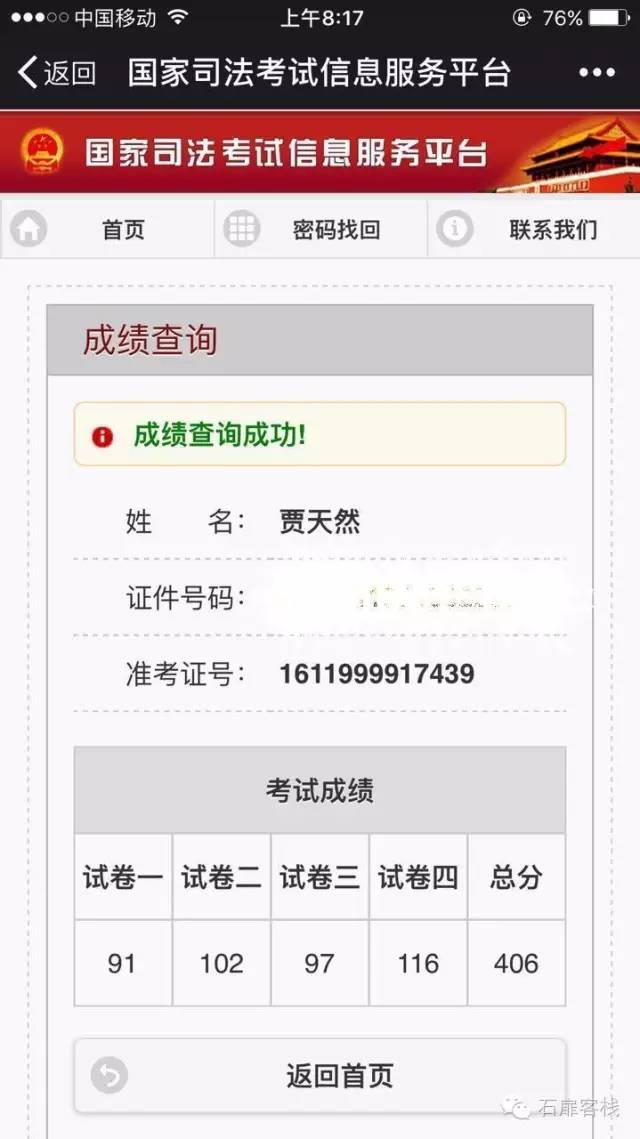 中国移动 上午8:17 76%
返回 国家司法考试信息服务平台
国家司法考试信息服务平台
首页 密码找回 联系我们
成绩查询
成绩查询成功!
姓 名: 贾天然
证件号码:
准考证号: 1611999917439
考试成绩
试卷一 试卷二 试卷三 试卷四 总分
91 102 97 116 406
返回首页
石扉客栈